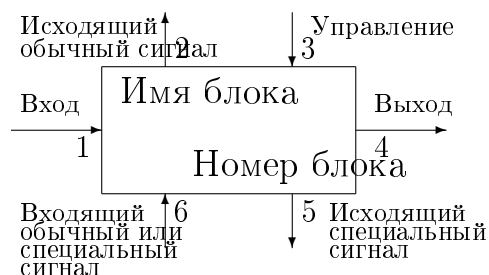 Исходящий
обычный сигнал
2
3
Управление
Имя блока
Вход
1
Выход
4
Номер блока
Входящий
обычный или
специальный
сигнал
6
5
Исходящий
специальный
сигнал